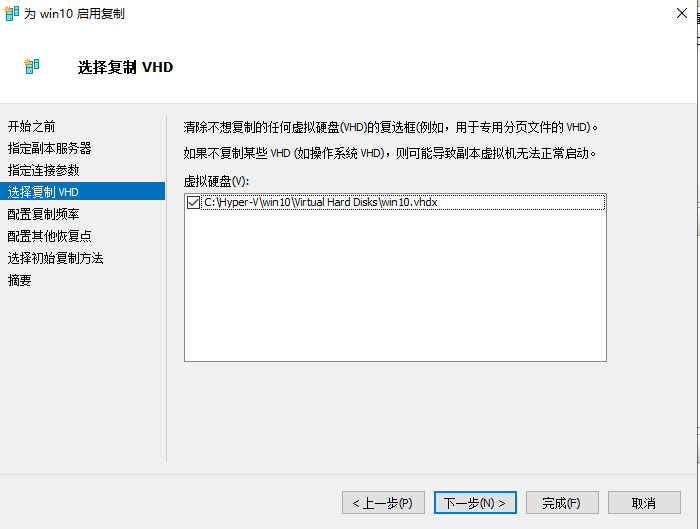 为 win10 启用复制
选择复制 VHD
开始之前
指定副本服务器
指定连接参数
选择复制 VHD
配置复制频率
配置其他恢复点
选择初始复制方法
摘要
清除不想复制的任何虚拟硬盘(VHD)的复选框(例如，用于专用分页文件的 VHD)。
如果不复制某些 VHD (如操作系统 VHD)，则可能导致副本虚拟机无法正常启动。
虚拟硬盘(V):
C:\Hyper-V\win10\Virtual Hard Disks\win10.vhdx
< 上一步(P)
下一步(N) >
完成(F)
取消